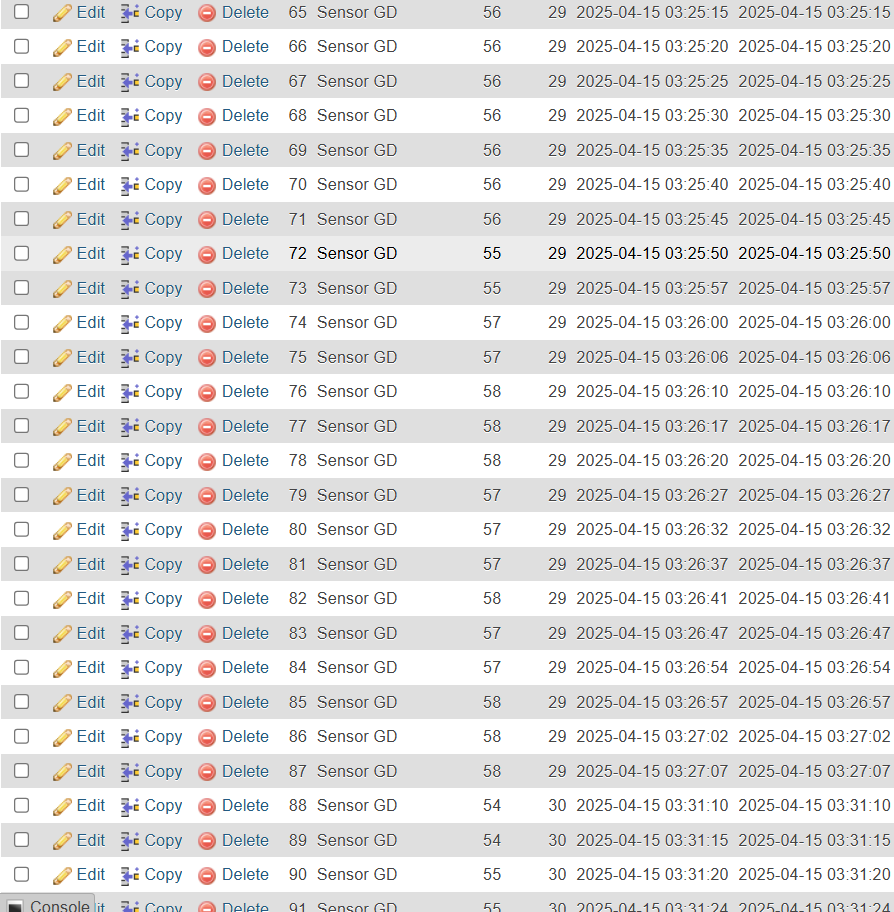 Edit Copy Delete 65 Sensor GD 56 29 2025-04-15 03:25:15 2025-04-15 03:25:15
Edit Copy Delete 66 Sensor GD 56 29 2025-04-15 03:25:20 2025-04-15 03:25:20
Edit Copy Delete 67 Sensor GD 56 29 2025-04-15 03:25:25 2025-04-15 03:25:25
Edit Copy Delete 68 Sensor GD 56 29 2025-04-15 03:25:30 2025-04-15 03:25:30
Edit Copy Delete 69 Sensor GD 56 29 2025-04-15 03:25:35 2025-04-15 03:25:35
Edit Copy Delete 70 Sensor GD 56 29 2025-04-15 03:25:40 2025-04-15 03:25:40
Edit Copy Delete 71 Sensor GD 56 29 2025-04-15 03:25:45 2025-04-15 03:25:45
Edit Copy Delete 72 Sensor GD 55 29 2025-04-15 03:25:50 2025-04-15 03:25:50
Edit Copy Delete 73 Sensor GD 55 29 2025-04-15 03:25:57 2025-04-15 03:25:57
Edit Copy Delete 74 Sensor GD 57 29 2025-04-15 03:26:00 2025-04-15 03:26:00
Edit Copy Delete 75 Sensor GD 57 29 2025-04-15 03:26:06 2025-04-15 03:26:06
Edit Copy Delete 76 Sensor GD 58 29 2025-04-15 03:26:10 2025-04-15 03:26:10
Edit Copy Delete 77 Sensor GD 58 29 2025-04-15 03:26:17 2025-04-15 03:26:17
Edit Copy Delete 78 Sensor GD 58 29 2025-04-15 03:26:20 2025-04-15 03:26:20
Edit Copy Delete 79 Sensor GD 57 29 2025-04-15 03:26:27 2025-04-15 03:26:27
Edit Copy Delete 80 Sensor GD 57 29 2025-04-15 03:26:32 2025-04-15 03:26:32
Edit Copy Delete 81 Sensor GD 57 29 2025-04-15 03:26:37 2025-04-15 03:26:37
Edit Copy Delete 82 Sensor GD 58 29 2025-04-15 03:26:41 2025-04-15 03:26:41
Edit Copy Delete 83 Sensor GD 57 29 2025-04-15 03:26:47 2025-04-15 03:26:47
Edit Copy Delete 84 Sensor GD 57 29 2025-04-15 03:26:54 2025-04-15 03:26:54
Edit Copy Delete 85 Sensor GD 58 29 2025-04-15 03:26:57 2025-04-15 03:26:57
Edit Copy Delete 86 Sensor GD 58 29 2025-04-15 03:27:02 2025-04-15 03:27:02
Edit Copy Delete 87 Sensor GD 58 29 2025-04-15 03:27:07 2025-04-15 03:27:07
Edit Copy Delete 88 Sensor GD 54 30 2025-04-15 03:31:10 2025-04-15 03:31:10
Edit Copy Delete 89 Sensor GD 54 30 2025-04-15 03:31:15 2025-04-15 03:31:15
Edit Copy Delete 90 Sensor GD 55 30 2025-04-15 03:31:20 2025-04-15 03:31:20
Console Copy Delete 91 Sensor GD 55 30 2025-04-15 03:31:24 2025-04-15 03:31:24